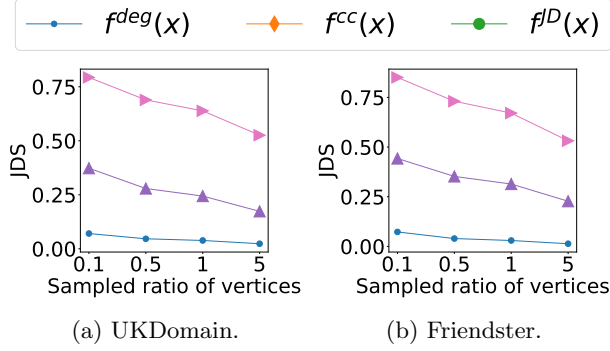 f^{deg}(x) f^{cc}(x) f^{JD}(x)
0.75
0.50
0.25
0.00
JDS
0.1 0.5 1 5
Sampled ratio of vertices
(a) UKDomain.
0.75
0.50
0.25
0.00
JDS
0.1 0.5 1 5
Sampled ratio of vertices
(b) Friendster.